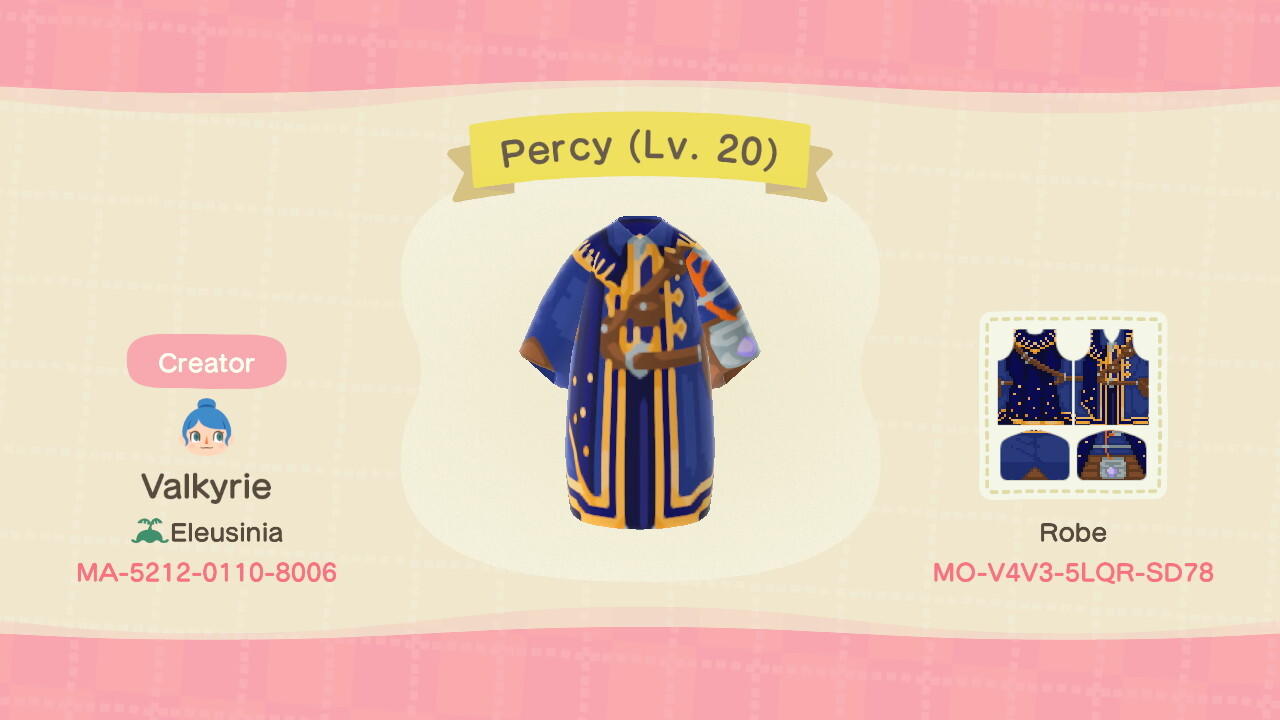 Percy (Lv. 20)
Creator
Valkyrie
Eleusinia
MA-5212-0110-8006
Robe
MO-V4V3-5LQR-SD78